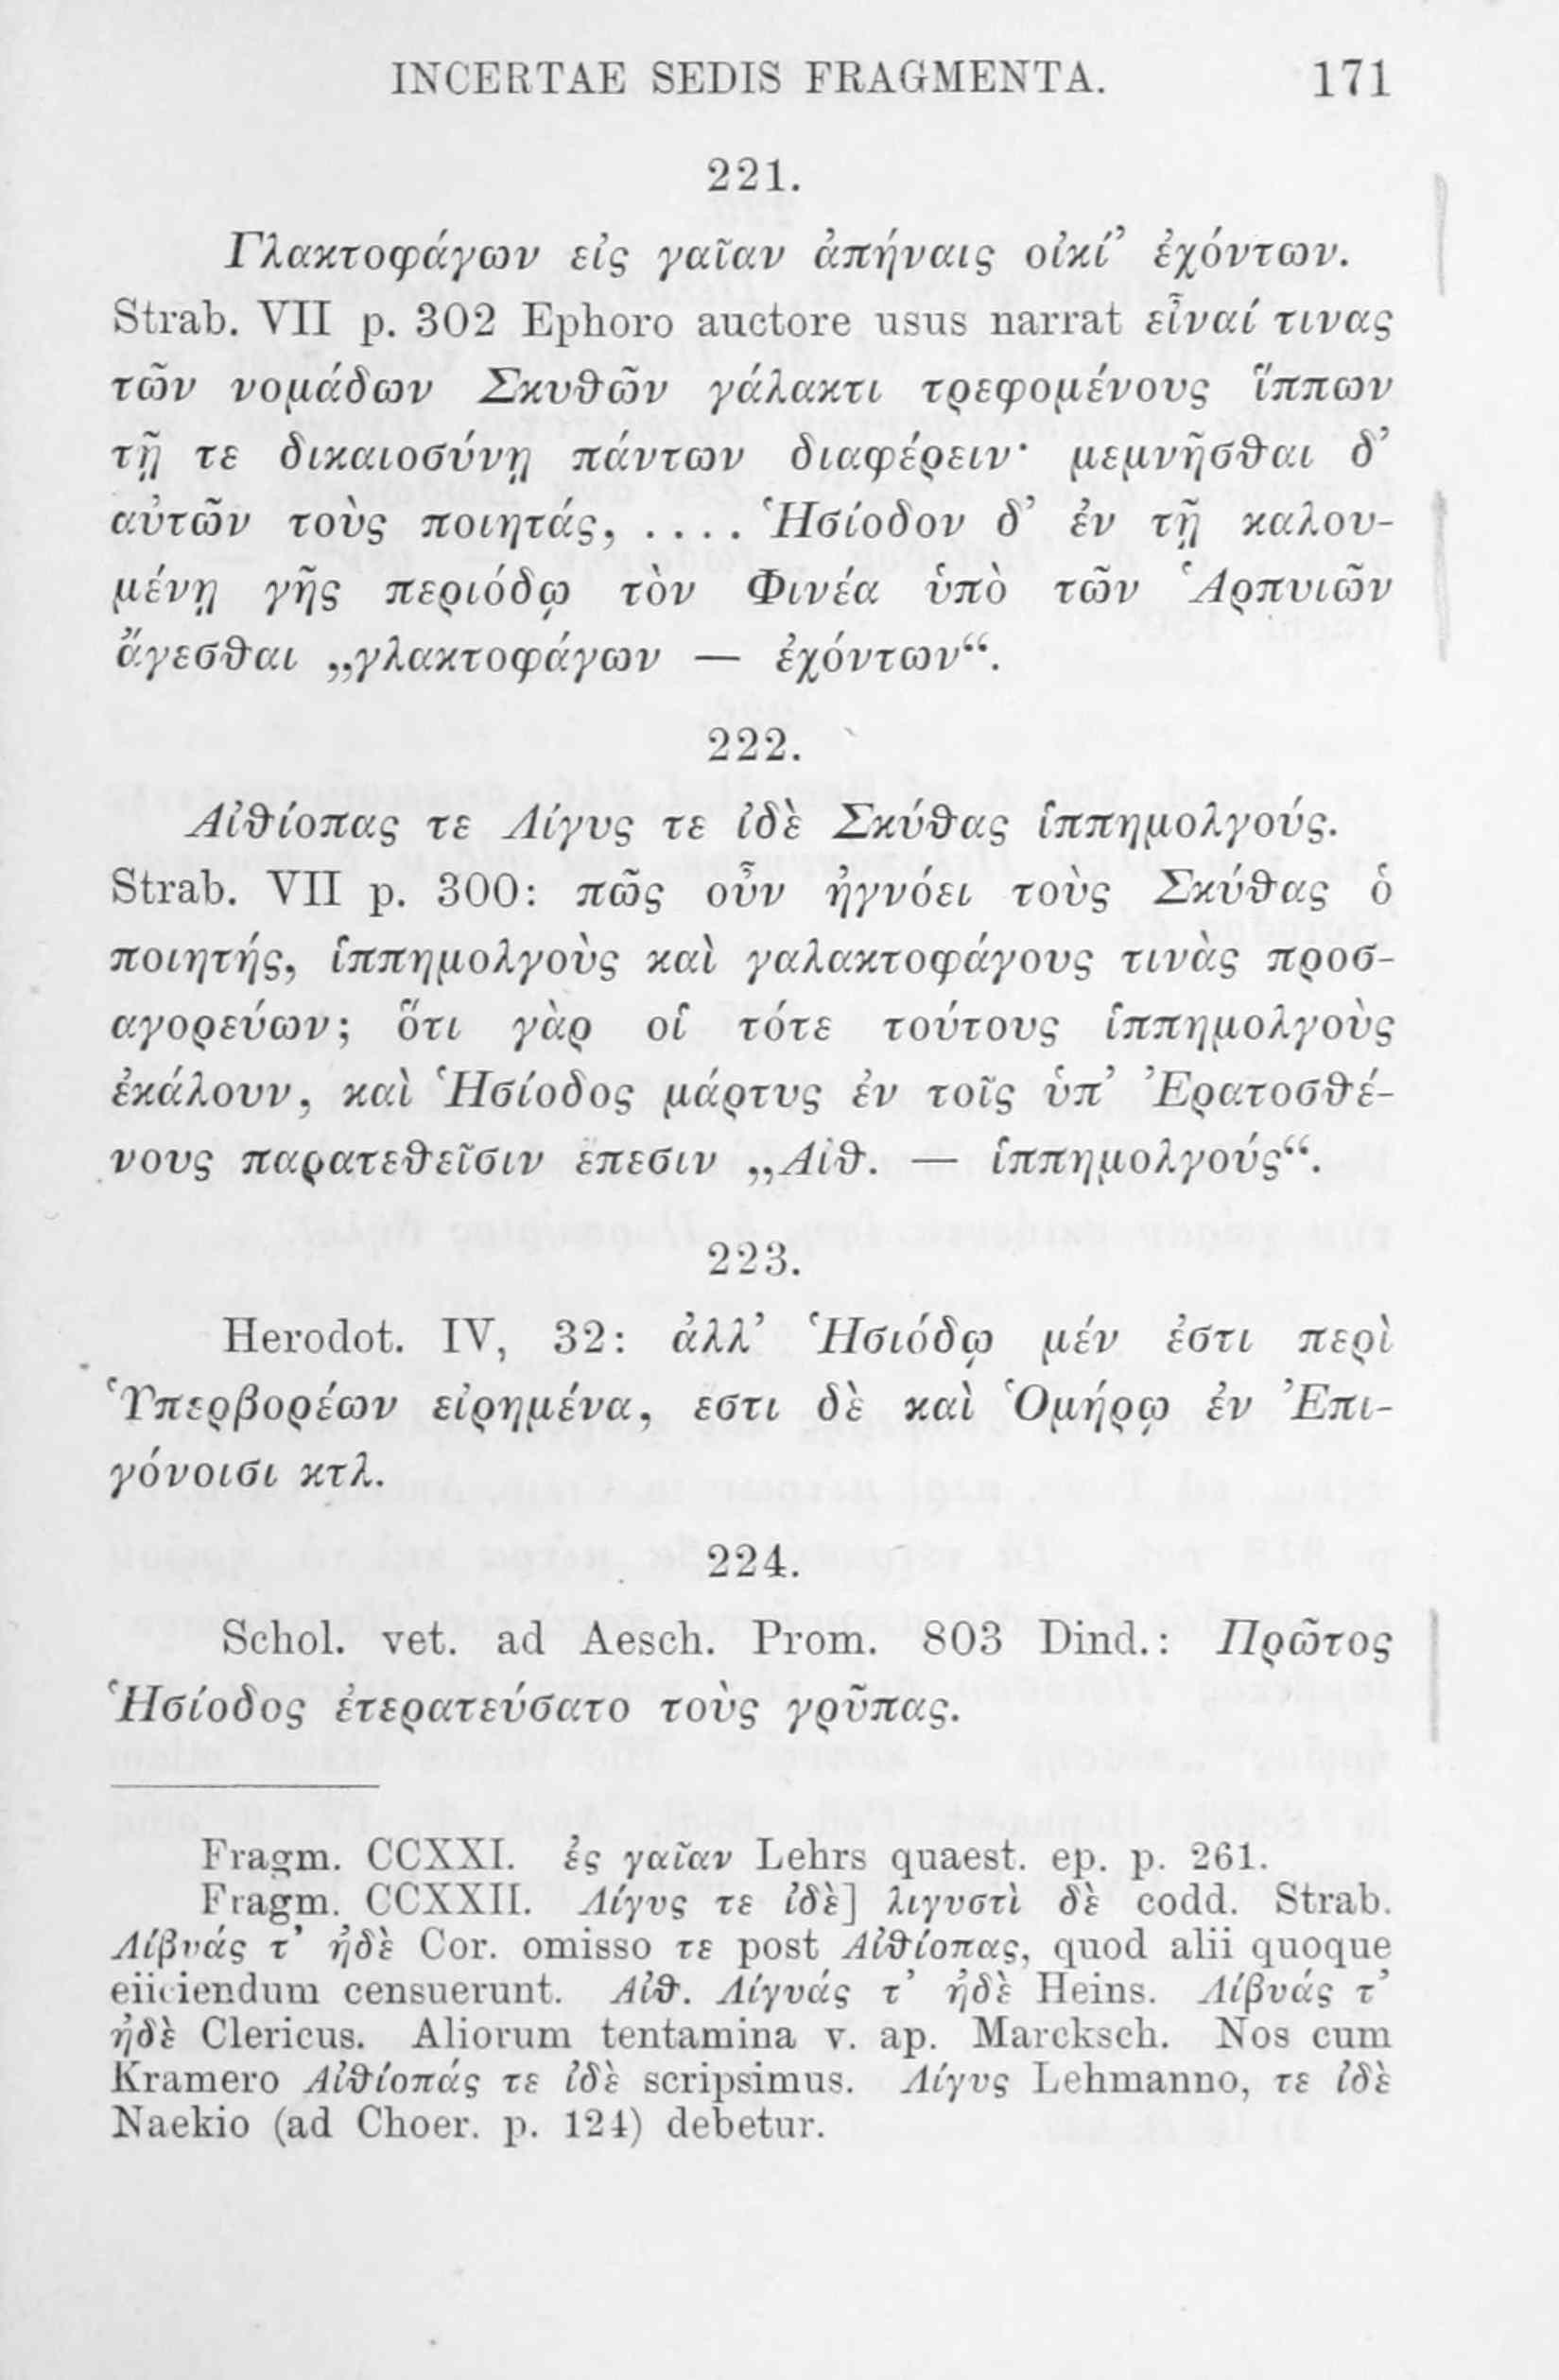 INCERTAE SEDIS FRAGMENTA. 171
221.
Γλακτοφάγων εἰς γαῖαν ἀπήναις οἰκί’ ἐχόντων.
Strab. VII p. 302 Ephoro auctore usus narrat εἶναί τινας
τῶν νομάδων Σκυθῶν γάλακτι τρεφομένους ἵππων
τῇ τε δικαιοσύνῃ πάντων διαφέρειν· μεμνῆσθαι δ’
αὐτῶν τοὺς ποιητάς, .... Ἡσίοδον δ’ ἐν τῇ καλου-
μένῃ γῆς περιόδῳ τὸν Φινέα ὑπὸ τῶν Ἁρπυιῶν
ἄγεσθαι „γλακτοφάγων — ἐχόντων“.
222.
Αἰθίοπας τε Λίγυς τε ἰδὲ Σκύθας ἱππημολγούς.
Strab. VII p. 300: πῶς οὖν ἠγνόει τοὺς Σκύθας ὁ
ποιητής, ἱππημολγοὺς καὶ γαλακτοφάγους τινὰς προσ-
αγορεύων; ὅτι γὰρ οἱ τότε τούτους ἱππημολγοὺς
ἐκάλουν, καὶ Ἡσίοδος μάρτυς ἐν τοῖς ὑπ’ Ἐρατοσθέ-
νους παρατεθεῖσιν ἔπεσιν „Αἰθ. — ἱππημολγούς“.
223.
Herodot. IV, 32: ἀλλ’ Ἡσιόδῳ μέν ἐστι περὶ
Ὑπερβορέων εἰρημένα, ἔστι δὲ καὶ Ὁμήρῳ ἐν Ἐπι-
γόνοισι κτλ.
224.
Schol. vet. ad Aesch. Prom. 803 Dind.: Πρῶτος
Ἡσίοδος ἐτερατεύσατο τοὺς γρῦπας.
Fragm. CCXXI. ἐς γαῖαν Lehrs quaest. ep. p. 261.
Fragm. CCXXII. Λίγυς τε ἰδὲ] λιγυστὶ δὲ codd. Strab.
Λίβυάς τ’ ἠδὲ Cor. omisso τε post Αἰθίοπας, quod alii quoque
eiiciendum censuerunt. Αἰθ. Λίγυάς τ’ ἠδὲ Heins. Λίβυάς τ’
ἠδὲ Clericus. Aliorum tentamina v. ap. Marcksch. Nos cum
Kramero Αἰθίοπάς τε ἰδὲ scripsimus. Λίγυς Lehmanno, τε ἰδὲ
Naekio (ad Choer. p. 124) debetur.